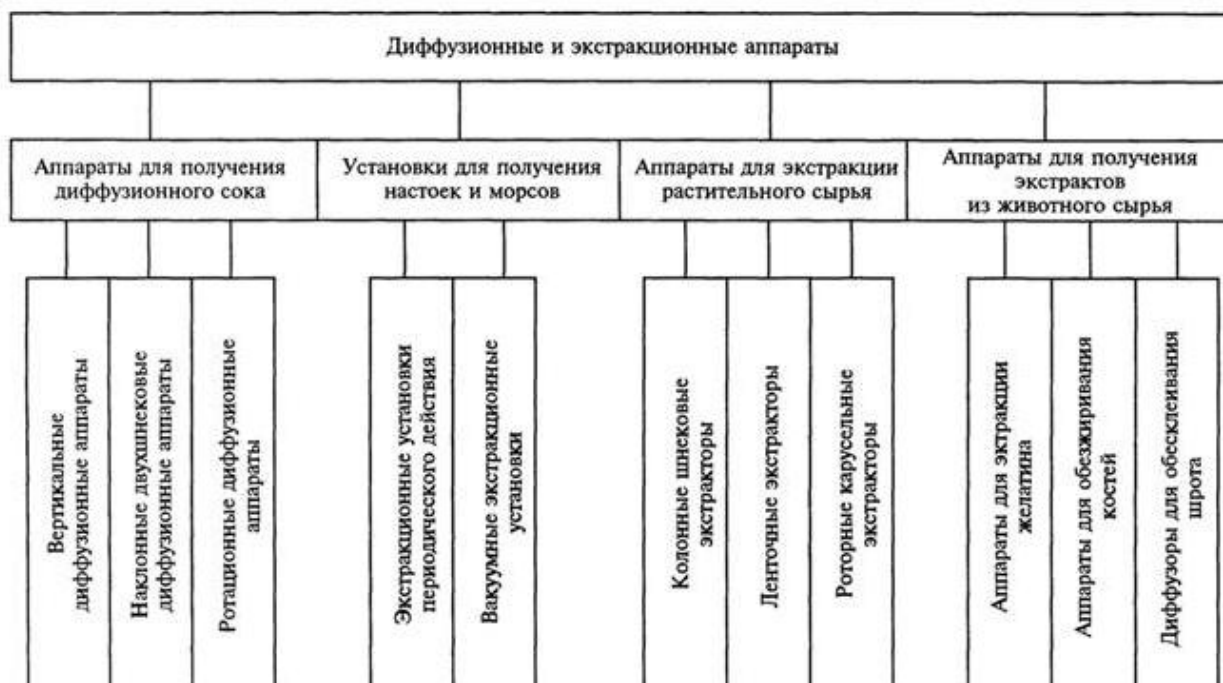 Диффузионные и экстракционные аппараты
Аппараты для получения
диффузионного сока
Установки для получения
настоек и морсов
Аппараты для экстракции
растительного сырья
Аппараты для получения
экстрактов
из животного сырья
Вертикальные
диффузионные аппараты
Наклонные двухшнековые
диффузионные аппараты
Ротационные диффузионные
аппараты
Экстракционные установки
периодического действия
Вакуумные экстракционные
установки
Колонные шнековые
экстракторы
Ленточные экстракторы
Роторные карусельные
экстракторы
Аппараты для эктракции
желатина
Аппараты для обезжиривания
костей
Диффузоры для обесклеивания
шрота